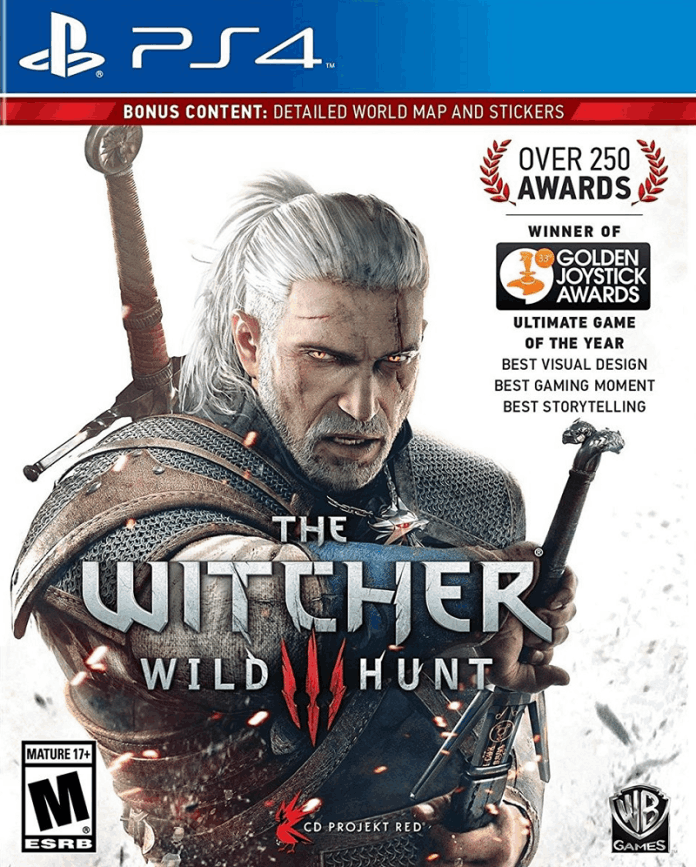 PS4
BONUS CONTENT: DETAILED WORLD MAP AND STICKERS
OVER 250
AWARDS
WINNER OF
33rd
GOLDEN
JOYSTICK
AWARDS
ULTIMATE GAME
OF THE YEAR
BEST VISUAL DESIGN
BEST GAMING MOMENT
BEST STORYTELLING
THE
WITCHER
WILD III HUNT
MATURE 17+
M
ESRB
CD PROJEKT RED
WB
GAMES